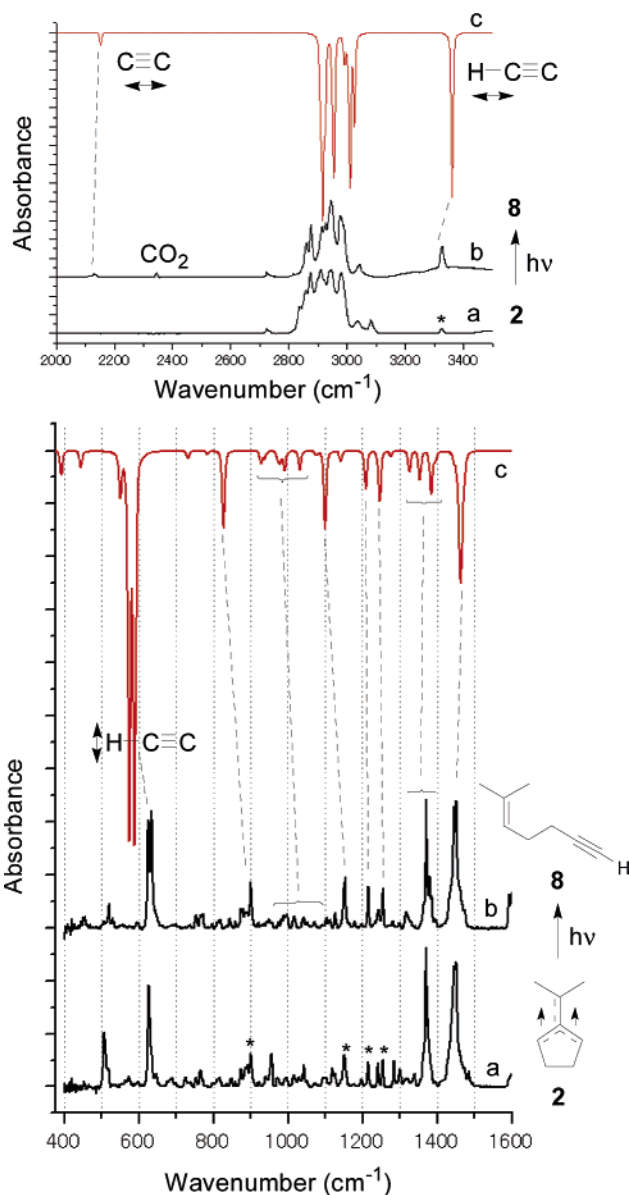 c
C≡C
H–C≡C
Absorbance
8
CO₂
b
hν
a
*
2
2000 2200 2400 2600 2800 3000 3200 3400
Wavenumber (cm⁻¹)
c
H–C≡C
Absorbance
H
8
b
hν
* * * *
a
2
400 600 800 1000 1200 1400 1600
Wavenumber (cm⁻¹)